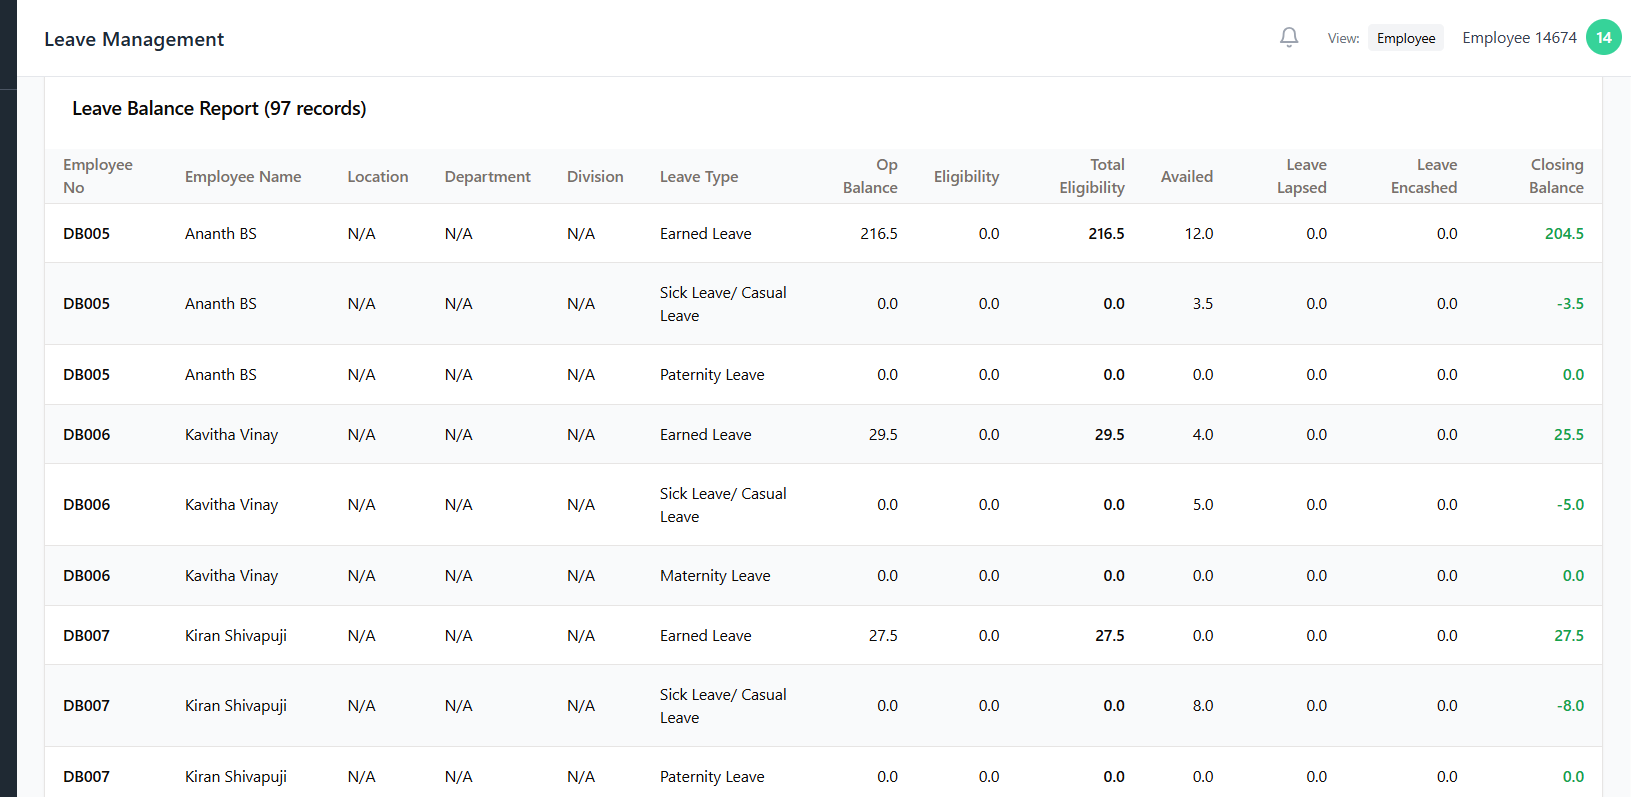 Leave Management
View: Employee Employee 14674 14
Leave Balance Report (97 records)
Employee No Employee Name Location Department Division Leave Type Op Balance Eligibility Total Eligibility Availed Leave Lapsed Leave Encashed Closing Balance
DB005 Ananth BS N/A N/A N/A Earned Leave 216.5 0.0 216.5 12.0 0.0 0.0 204.5
DB005 Ananth BS N/A N/A N/A Sick Leave/ Casual Leave 0.0 0.0 0.0 3.5 0.0 0.0 -3.5
DB005 Ananth BS N/A N/A N/A Paternity Leave 0.0 0.0 0.0 0.0 0.0 0.0 0.0
DB006 Kavitha Vinay N/A N/A N/A Earned Leave 29.5 0.0 29.5 4.0 0.0 0.0 25.5
DB006 Kavitha Vinay N/A N/A N/A Sick Leave/ Casual Leave 0.0 0.0 0.0 5.0 0.0 0.0 -5.0
DB006 Kavitha Vinay N/A N/A N/A Maternity Leave 0.0 0.0 0.0 0.0 0.0 0.0 0.0
DB007 Kiran Shivapuji N/A N/A N/A Earned Leave 27.5 0.0 27.5 0.0 0.0 0.0 27.5
DB007 Kiran Shivapuji N/A N/A N/A Sick Leave/ Casual Leave 0.0 0.0 0.0 8.0 0.0 0.0 -8.0
DB007 Kiran Shivapuji N/A N/A N/A Paternity Leave 0.0 0.0 0.0 0.0 0.0 0.0 0.0